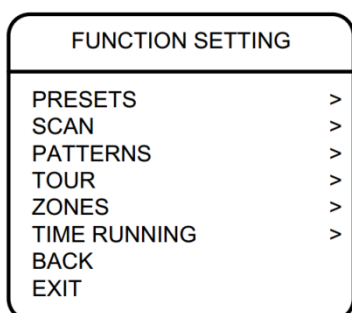 FUNCTION SETTING
PRESETS >
SCAN >
PATTERNS >
TOUR >
ZONES >
TIME RUNNING >
BACK
EXIT